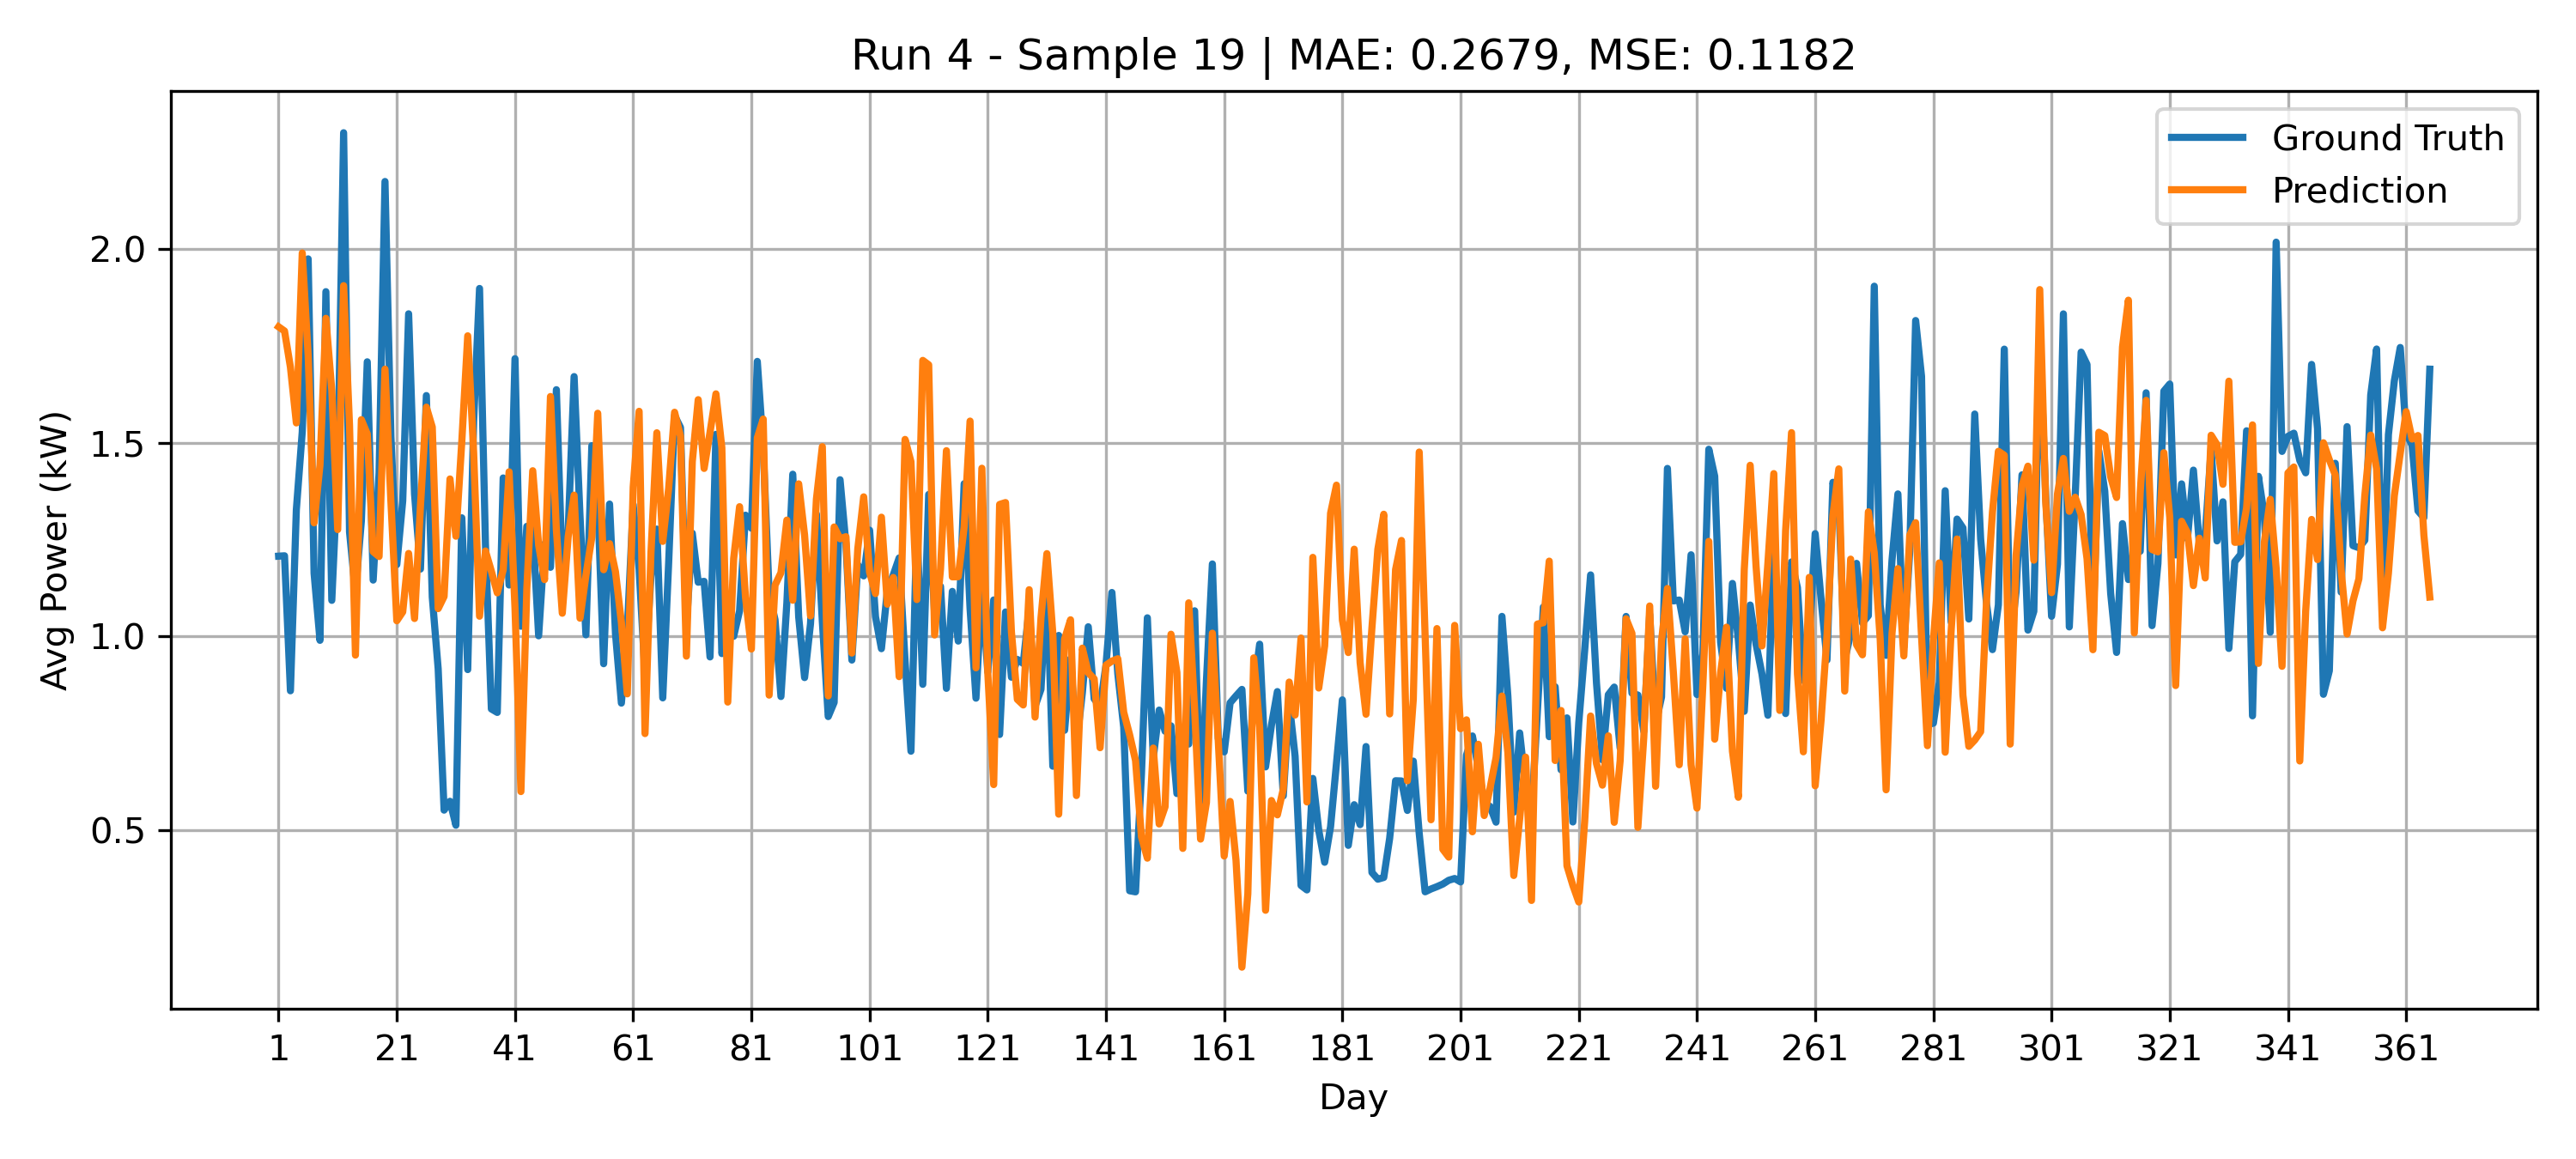 Run 4 - Sample 19 | MAE: 0.2679, MSE: 0.1182
Ground Truth
Prediction
Avg Power (kW)
2.0
1.5
1.0
0.5
1 21 41 61 81 101 121 141 161 181 201 221 241 261 281 301 321 341 361
Day